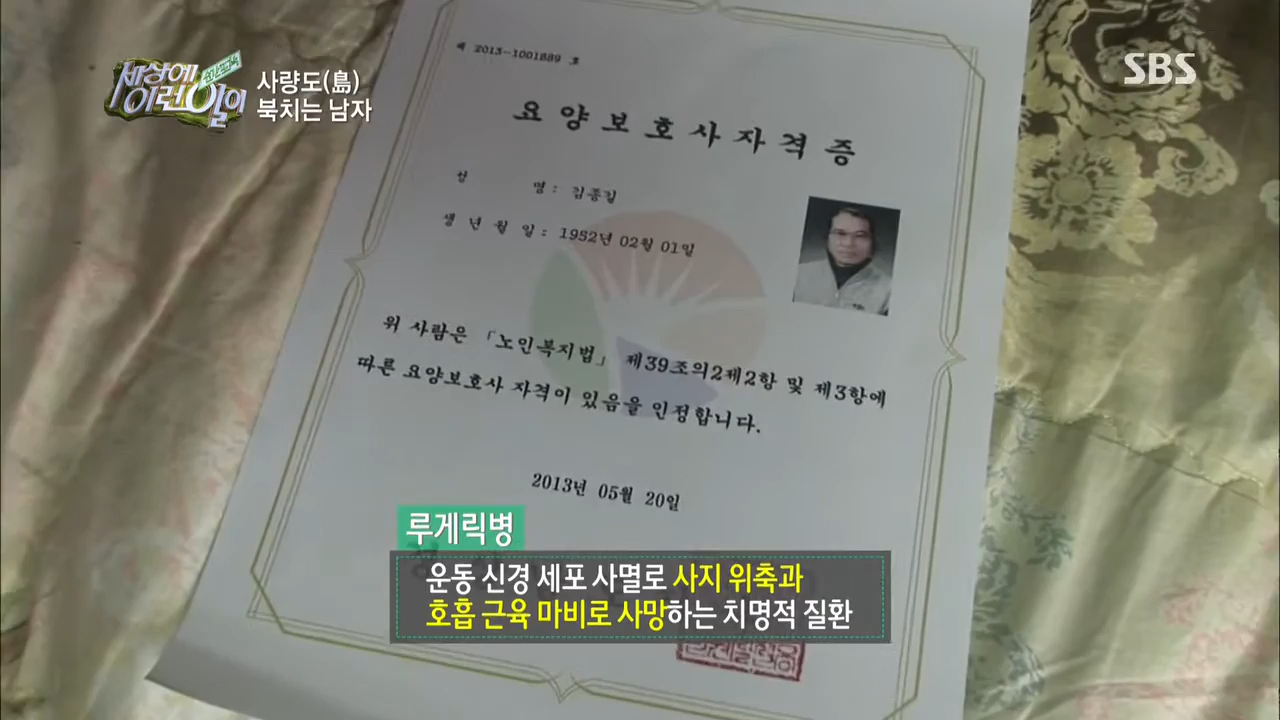 세상에
이런 일이
사량도(島)
북치는 남자
SBS
제 2013-1001889 호
요양보호사자격증
성 명 : 김종길
생 년 월 일 : 1952년 02월 01일
위 사람은 「노인복지법」 제39조의2제2항 및 제3항에
따른 요양보호사 자격이 있음을 인정합니다.
2013년 05월 20일
루게릭병
운동 신경 세포 사멸로 사지 위축과
호흡 근육 마비로 사망하는 치명적 질환